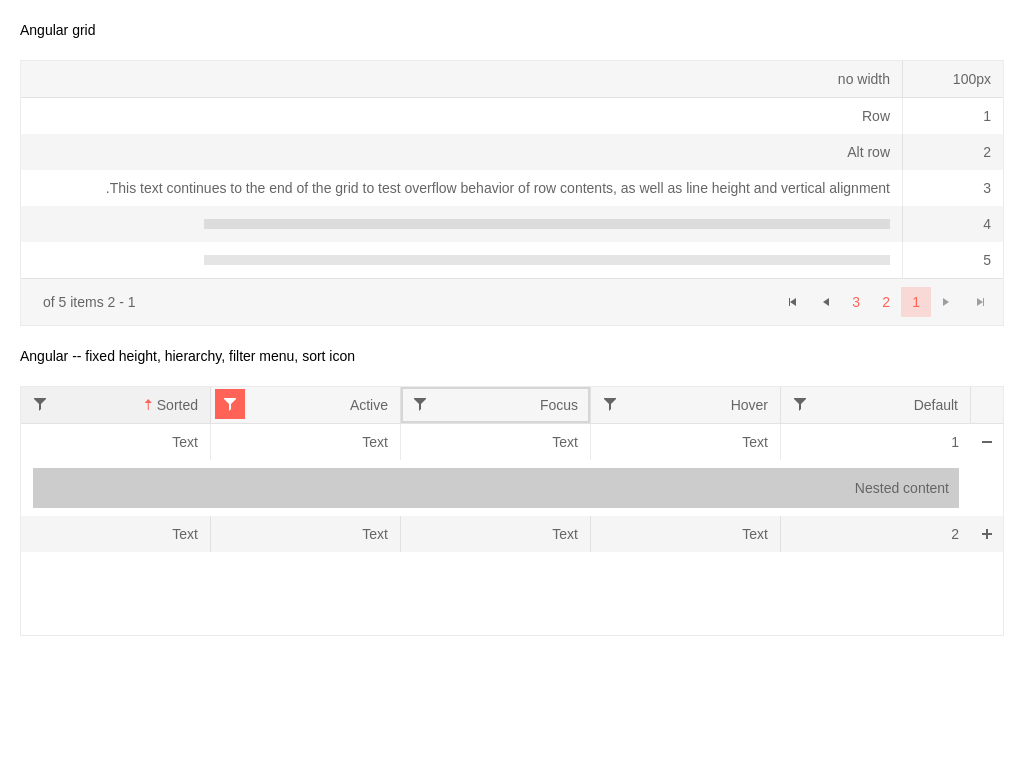 Angular grid
no width 100px
Row 1
Alt row 2
.This text continues to the end of the grid to test overflow behavior of row contents, as well as line height and vertical alignment 3
4
5
of 5 items 2 - 1 3 2 1
Angular -- fixed height, hierarchy, filter menu, sort icon
Sorted Active Focus Hover Default
Text Text Text Text 1
Nested content
Text Text Text Text 2